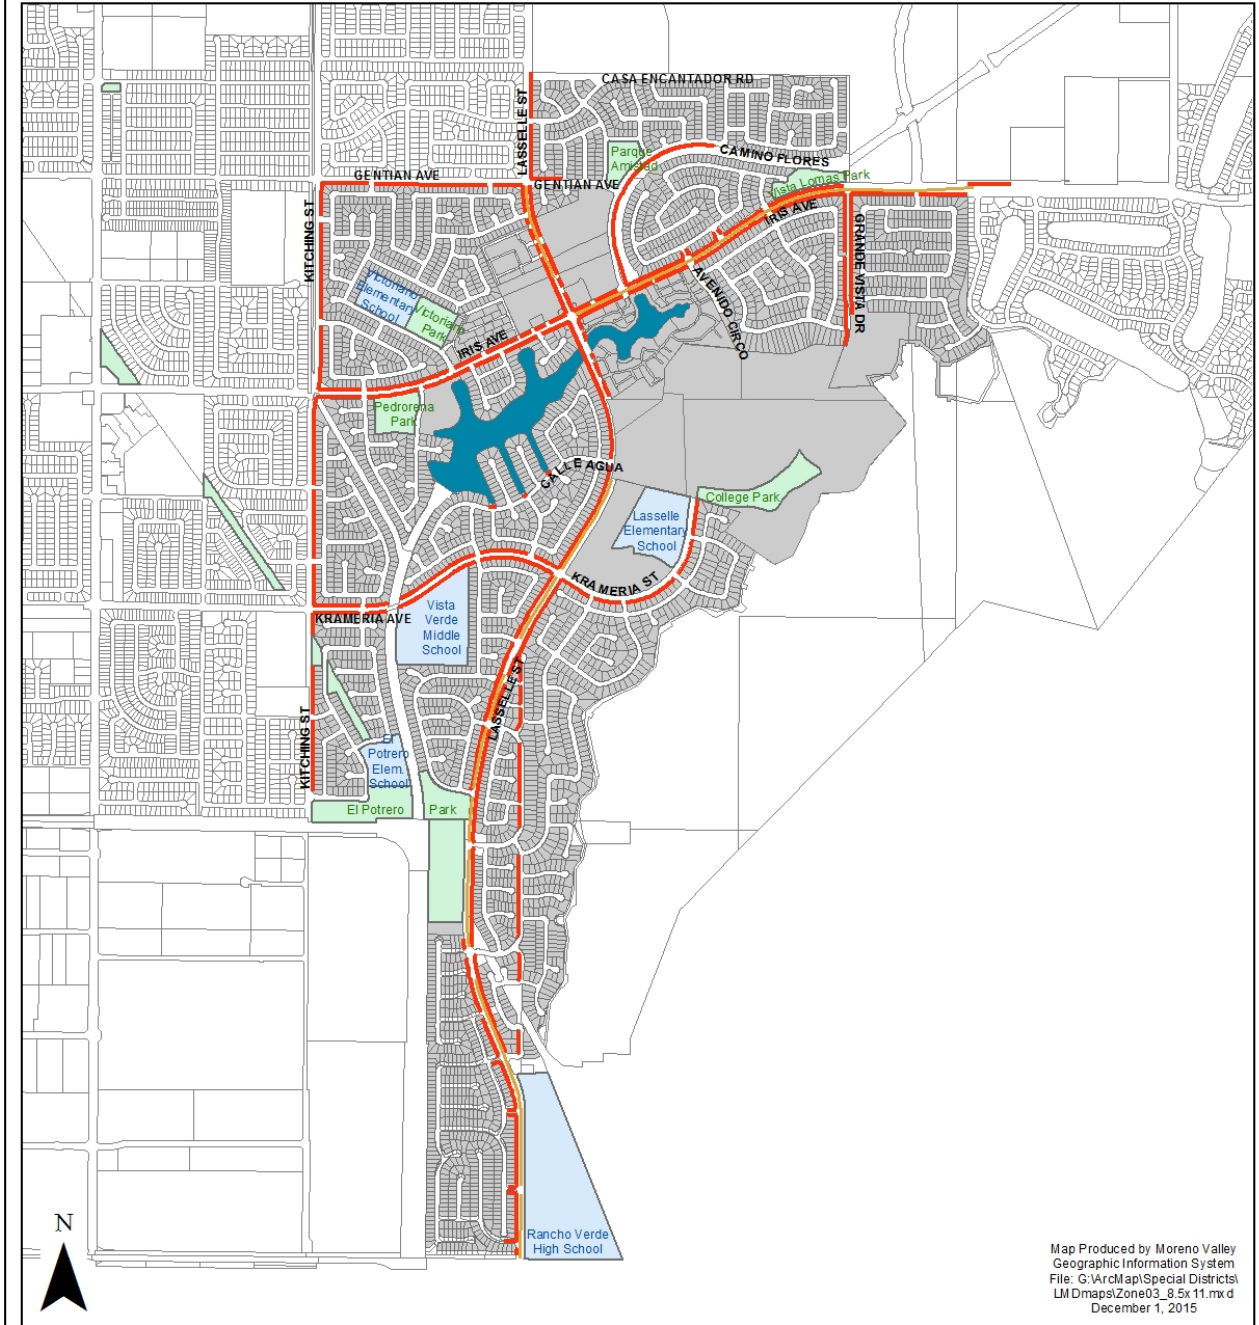 CASA ENCANTADOR RD
LASSELLE ST
Parque
Amistad
CAMINO FLORES
GENTIAN AVE
GENTIAN AVE
Vista Lomas Park
KITCHING ST
IRIS AVE
GRANDE VISTA DR
Victoriano
Elementary
School
Victoriano
Park
AVENIDO CIRCO
IRIS AVE
Pedrorena
Park
CALLE AGUA
College Park
Lasselle
Elementary
School
KRAMERIA ST
KRAMERIA AVE
Vista
Verde
Middle
School
LASSELLE ST
KITCHING ST
El
Potrero
Elem.
School
El Potrero Park
N
Rancho Verde
High School
Map Produced by Moreno Valley
Geographic Information System
File: G:\ArcMap\Special Districts\
LMDmaps\Zone03_8.5x11.mxd
December 1, 2015